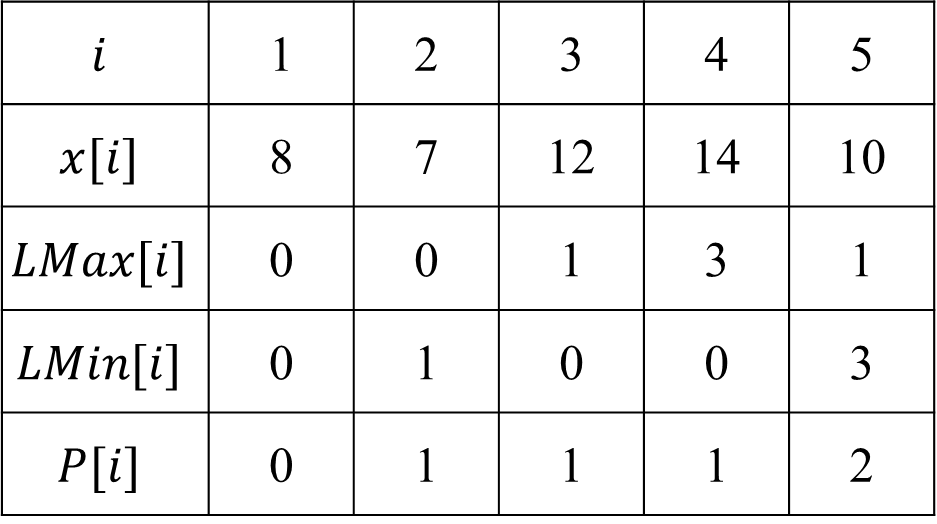 i 1 2 3 4 5
x[i] 8 7 12 14 10
LMax[i] 0 0 1 3 1
LMin[i] 0 1 0 0 3
P[i] 0 1 1 1 2